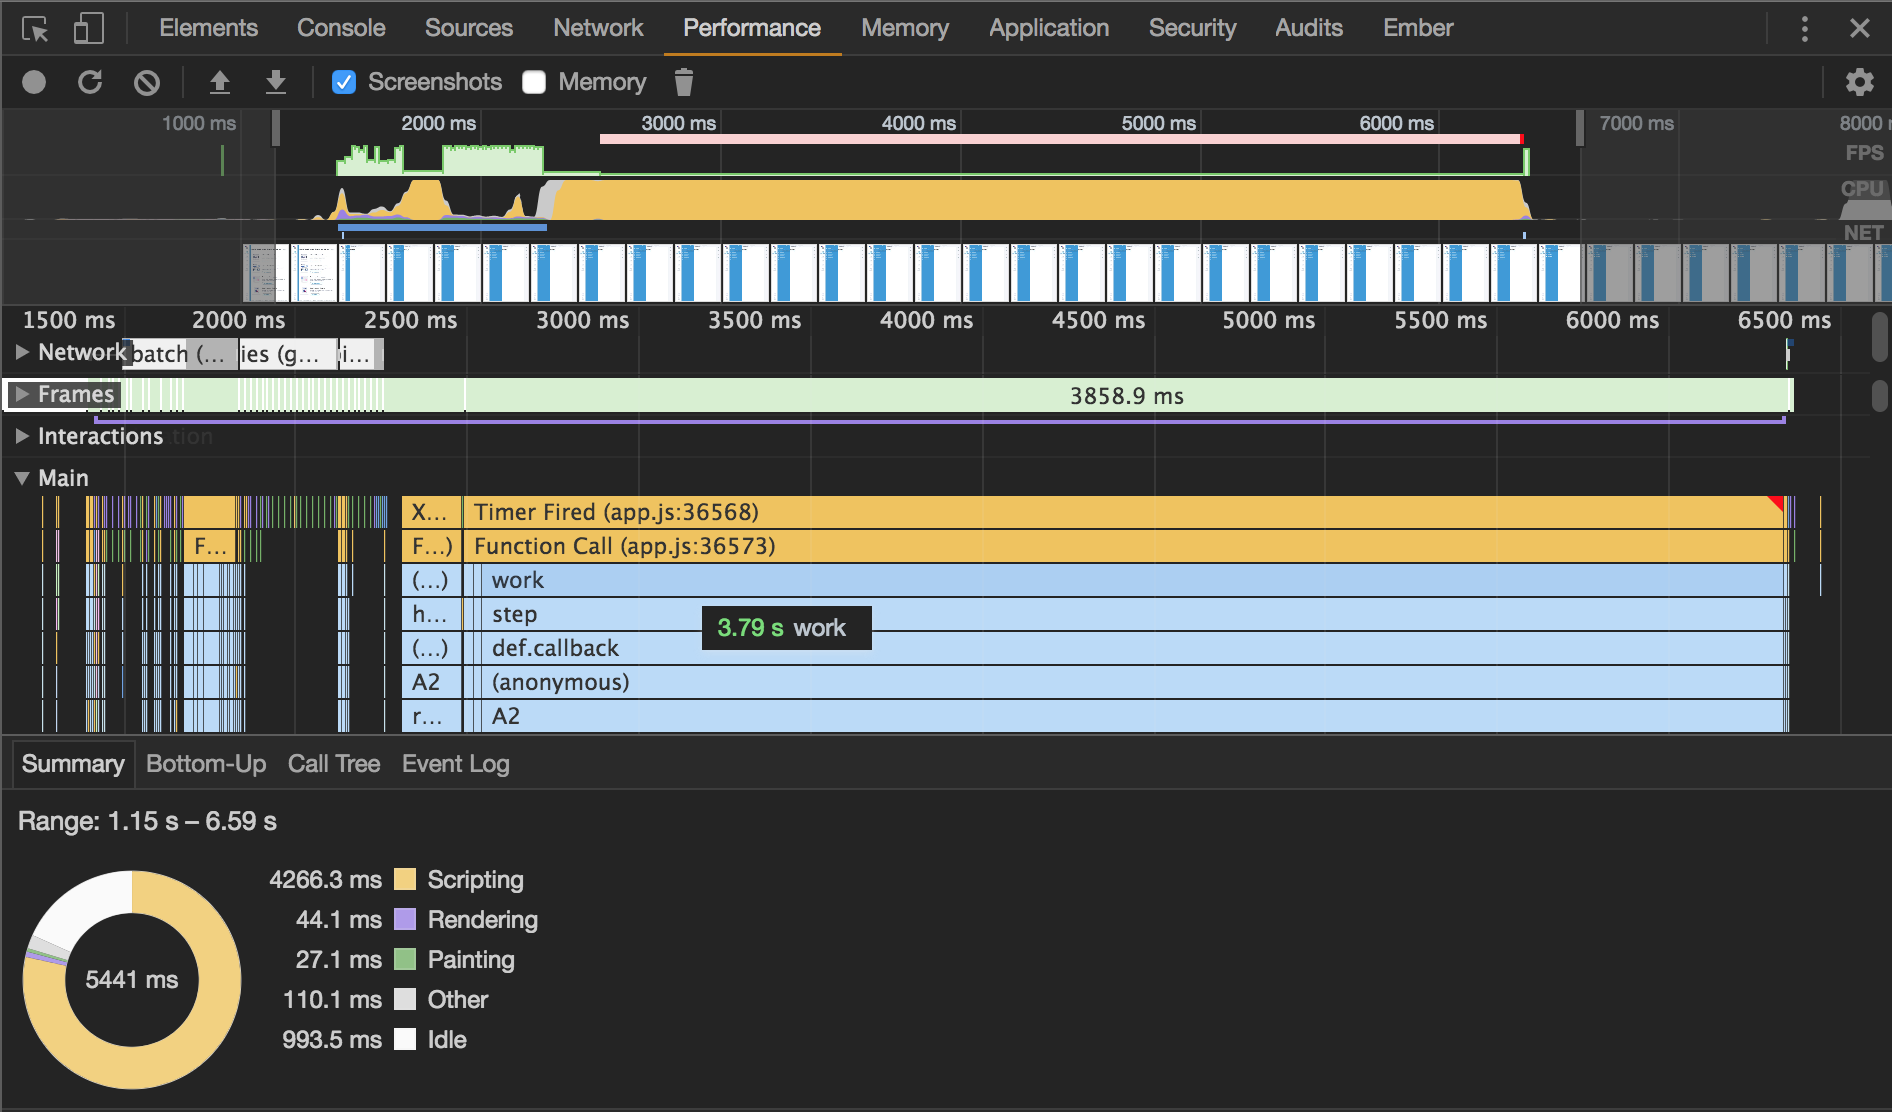 Elements Console Sources Network Performance Memory Application Security Audits Ember
Screenshots Memory
1000 ms 2000 ms 3000 ms 4000 ms 5000 ms 6000 ms 7000 ms 8000 m
FPS
CPU
NET
1500 ms 2000 ms 2500 ms 3000 ms 3500 ms 4000 ms 4500 ms 5000 ms 5500 ms 6000 ms 6500 ms
Network batch (... ies (g... i...
Frames 3858.9 ms
Interactions tion
Main
X... Timer Fired (app.js:36568)
F... F...) Function Call (app.js:36573)
(...) work
h... step
3.79 s work
(...) def.callback
A2 (anonymous)
r... A2
Summary Bottom-Up Call Tree Event Log
Range: 1.15 s – 6.59 s
4266.3 ms Scripting
44.1 ms Rendering
27.1 ms Painting
5441 ms
110.1 ms Other
993.5 ms Idle